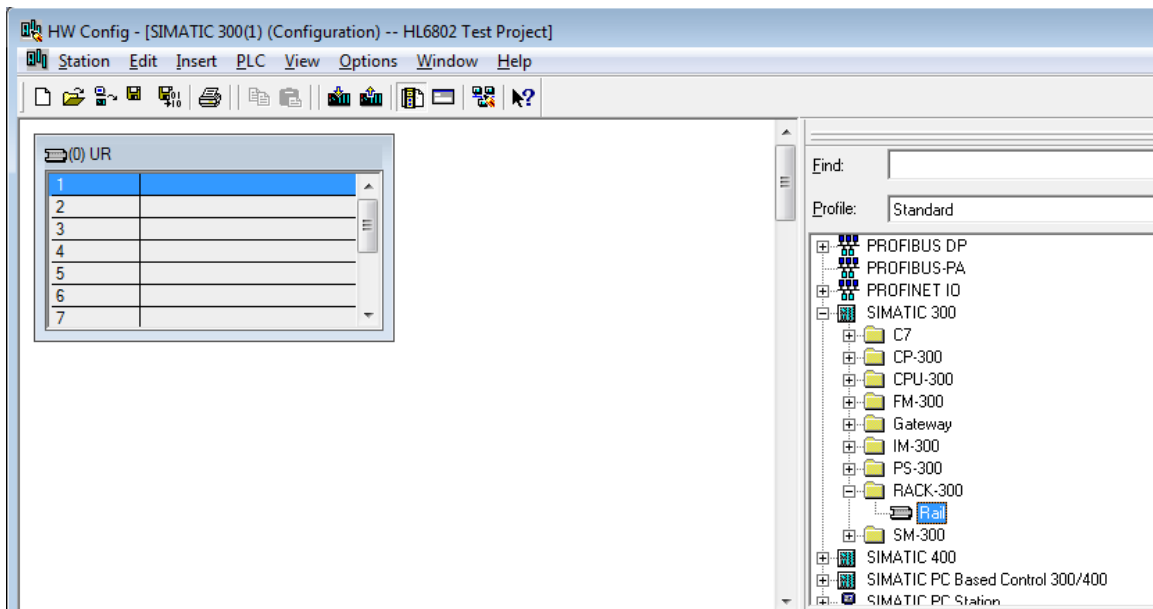 HW Config - [SIMATIC 300(1) (Configuration) -- HL6802 Test Project]
Station Edit Insert PLC View Options Window Help
(0) UR
1
2
3
4
5
6
7
Find:
Profile: Standard
PROFIBUS DP
PROFIBUS-PA
PROFINET IO
SIMATIC 300
C7
CP-300
CPU-300
FM-300
Gateway
IM-300
PS-300
RACK-300
Rail
SM-300
SIMATIC 400
SIMATIC PC Based Control 300/400
SIMATIC PC Station